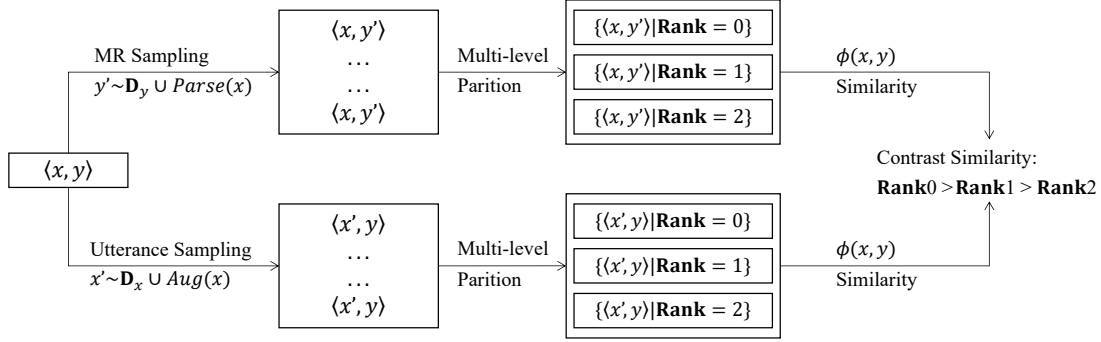 MR Sampling
y'~D_y ∪ Parse(x)
⟨x, y'⟩
...
...
⟨x, y'⟩
Multi-level
Parition
{⟨x, y'⟩|Rank = 0}
{⟨x, y'⟩|Rank = 1}
{⟨x, y'⟩|Rank = 2}
ϕ(x, y)
Similarity
⟨x, y⟩
Contrast Similarity:
Rank0 > Rank1 > Rank2
Utterance Sampling
x'~D_x ∪ Aug(x)
⟨x', y⟩
...
...
⟨x', y⟩
Multi-level
Parition
{⟨x', y⟩|Rank = 0}
{⟨x', y⟩|Rank = 1}
{⟨x', y⟩|Rank = 2}
ϕ(x, y)
Similarity